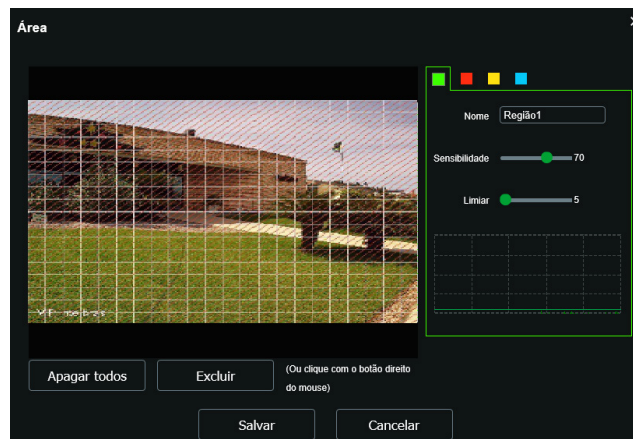 Área
Nome
Região1
Sensibilidade
70
Limiar
5
Apagar todos
Excluir
(Ou clique com o botão direito
do mouse)
Salvar
Cancelar